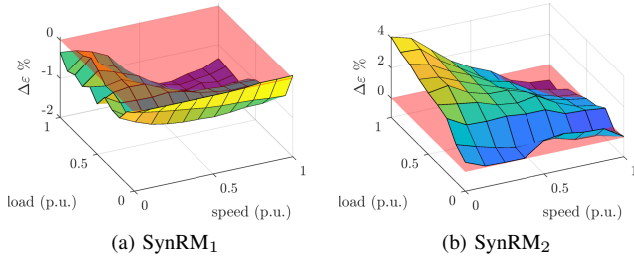 0
-1
-2
Δε %
1
0.5
0
load (p.u.)
0
0.5
1
speed (p.u.)
(a) SynRM₁
4
2
0
Δε %
1
0.5
0
load (p.u.)
0
0.5
1
speed (p.u.)
(b) SynRM₂